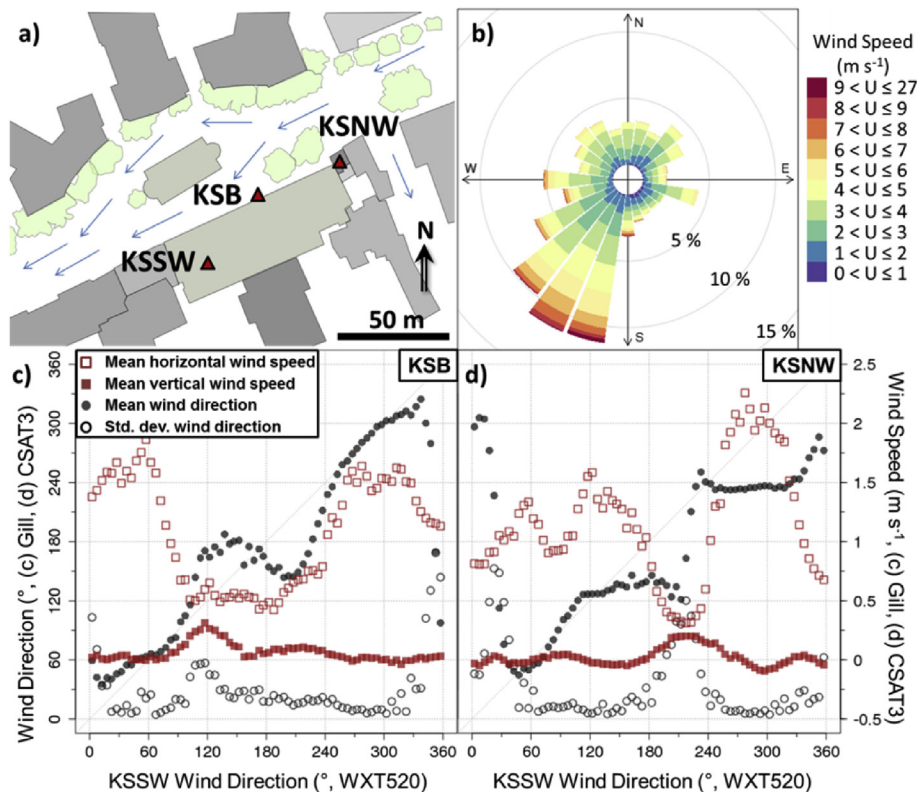 a)
KSNW
KSB
KSSW
N
50 m
b)
N
W
E
S
5 %
10 %
15 %
Wind Speed
(m s-1)
9 < U ≤ 27
8 < U ≤ 9
7 < U ≤ 8
6 < U ≤ 7
5 < U ≤ 6
4 < U ≤ 5
3 < U ≤ 4
2 < U ≤ 3
1 < U ≤ 2
0 < U ≤ 1
c)
KSB
Mean horizontal wind speed
Mean vertical wind speed
Mean wind direction
Std. dev. wind direction
Wind Direction (°, (c) Gill, (d) CSAT3)
360
300
240
180
120
60
0
0 60 120 180 240 300 360
KSSW Wind Direction (°, WXT520)
d)
KSNW
2.5
2
1.5
1
0.5
0
-0.5
Wind Speed (m s-1, (c) Gill, (d) CSAT3)
0 60 120 180 240 300 360
KSSW Wind Direction (°, WXT520)